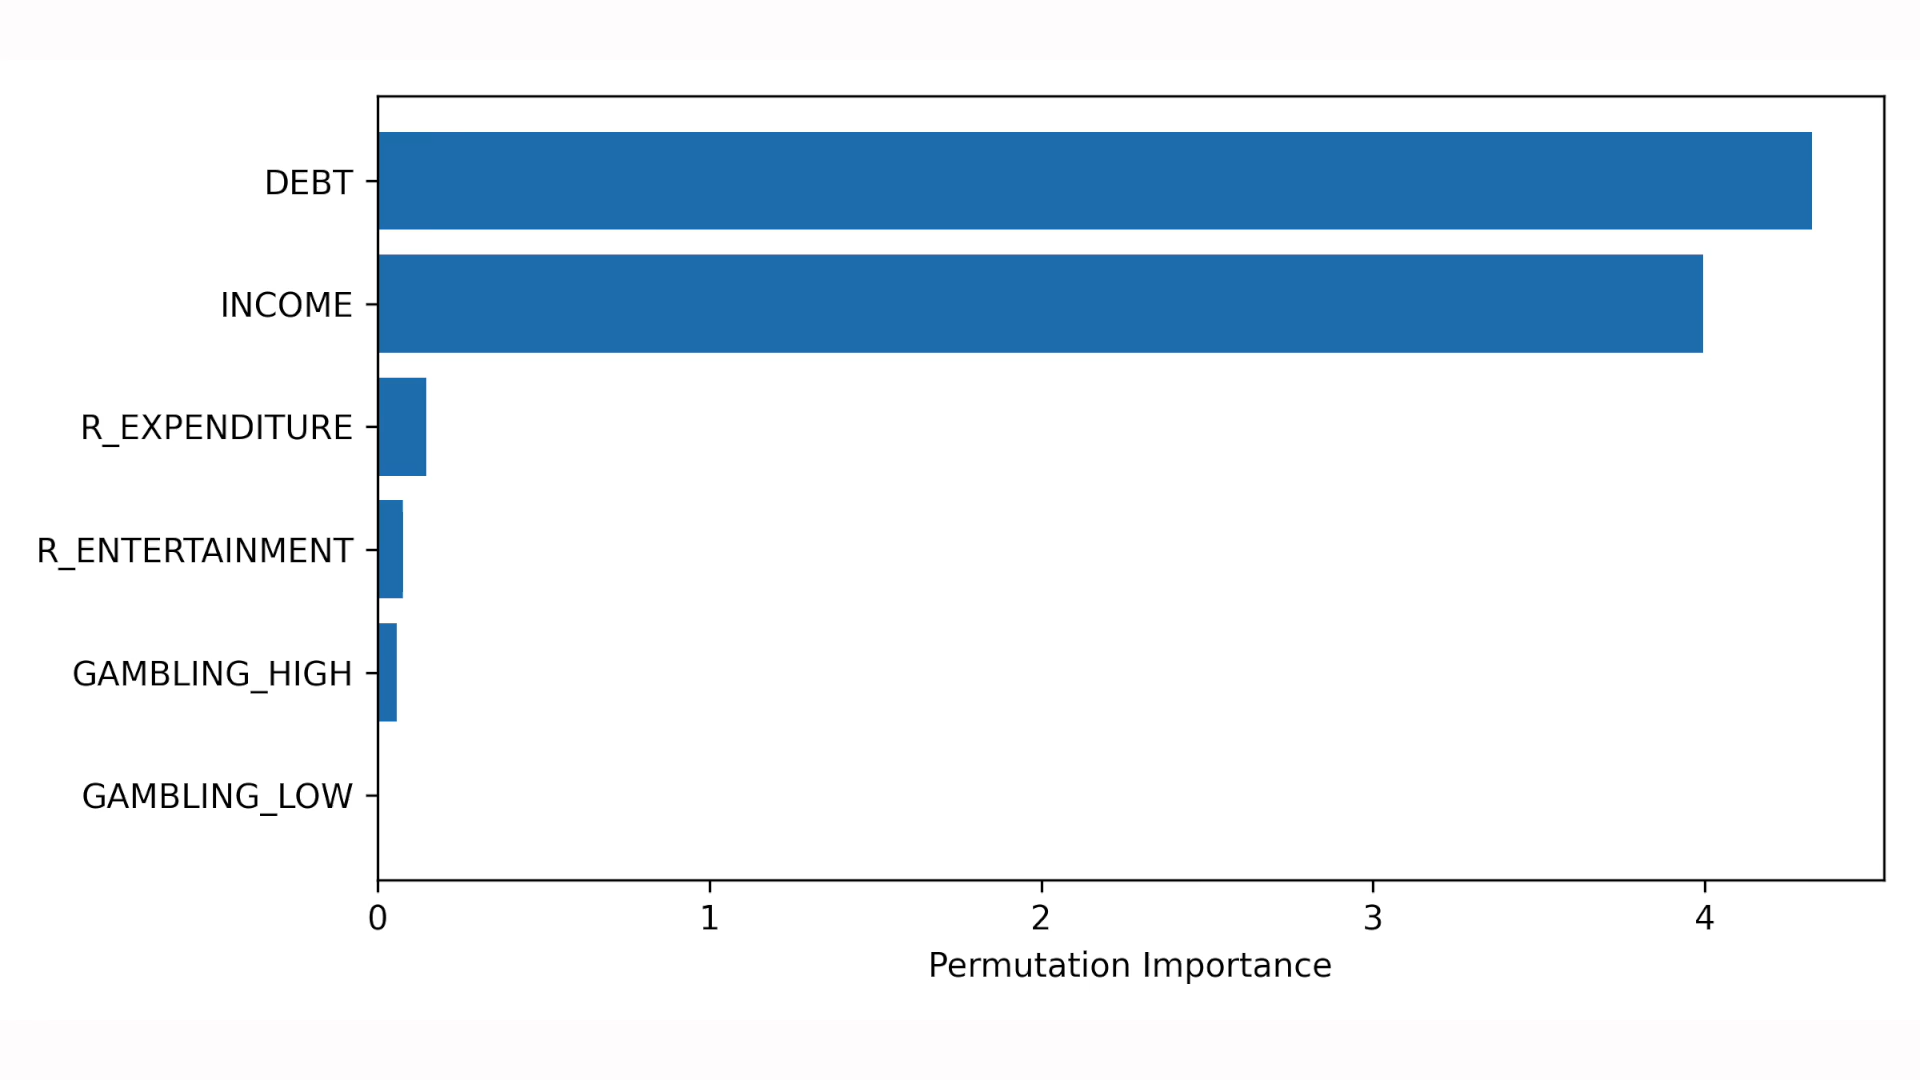 DEBT
INCOME
R_EXPENDITURE
R_ENTERTAINMENT
GAMBLING_HIGH
GAMBLING_LOW
0 1 2 3 4
Permutation Importance